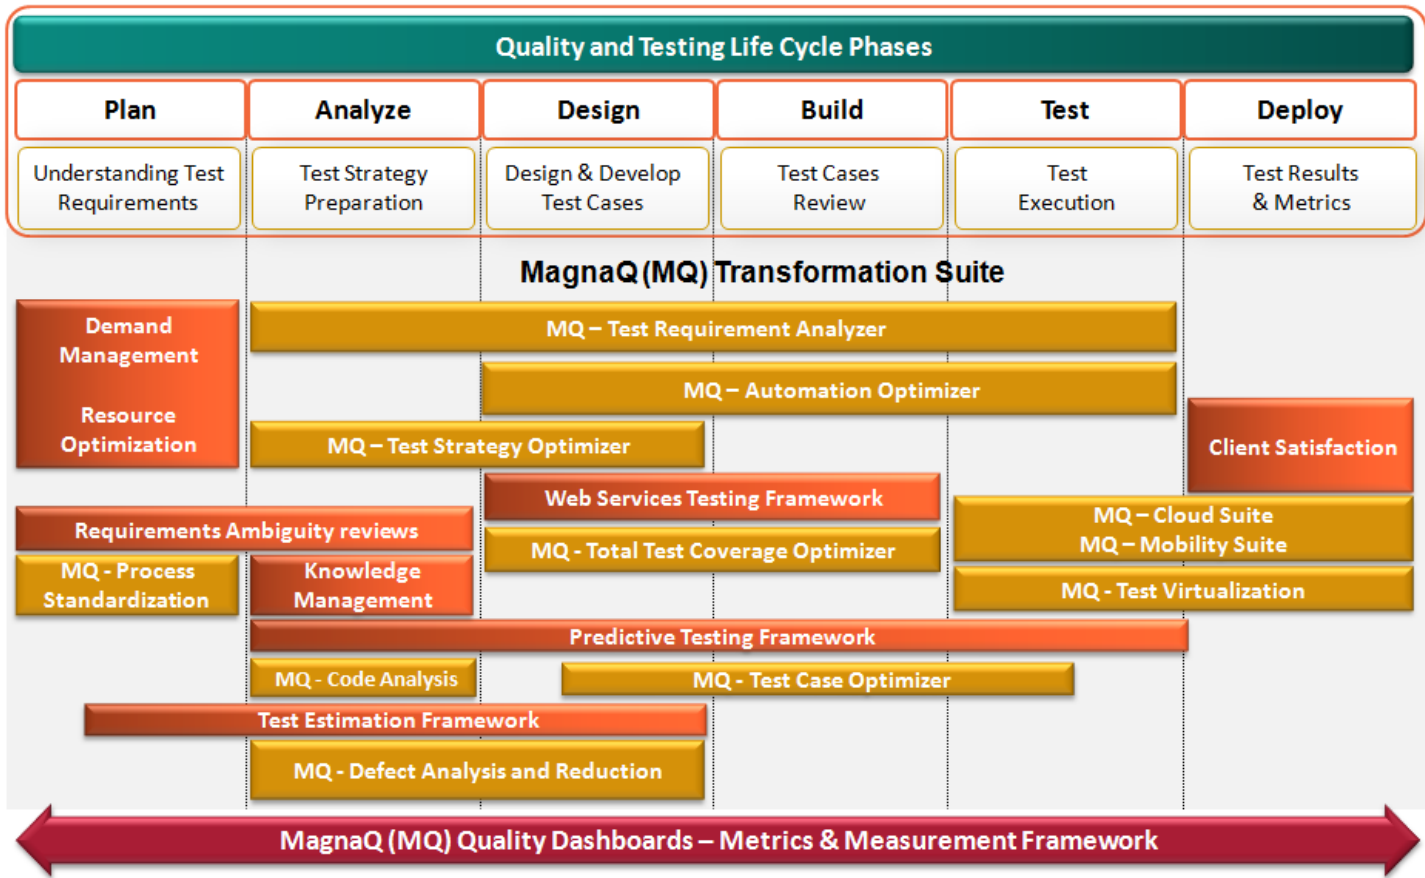 Quality and Testing Life Cycle Phases
Plan
Analyze
Design
Build
Test
Deploy
Understanding Test
Requirements
Test Strategy
Preparation
Design & Develop
Test Cases
Test Cases
Review
Test
Execution
Test Results
& Metrics
MagnaQ (MQ) Transformation Suite
Demand
Management
Resource
Optimization
MQ – Test Requirement Analyzer
MQ – Automation Optimizer
MQ – Test Strategy Optimizer
Client Satisfaction
Web Services Testing Framework
Requirements Ambiguity reviews
MQ – Cloud Suite
MQ – Mobility Suite
MQ - Total Test Coverage Optimizer
MQ - Process
Standardization
Knowledge
Management
MQ - Test Virtualization
Predictive Testing Framework
MQ - Code Analysis
MQ - Test Case Optimizer
Test Estimation Framework
MQ - Defect Analysis and Reduction
MagnaQ (MQ) Quality Dashboards – Metrics & Measurement Framework